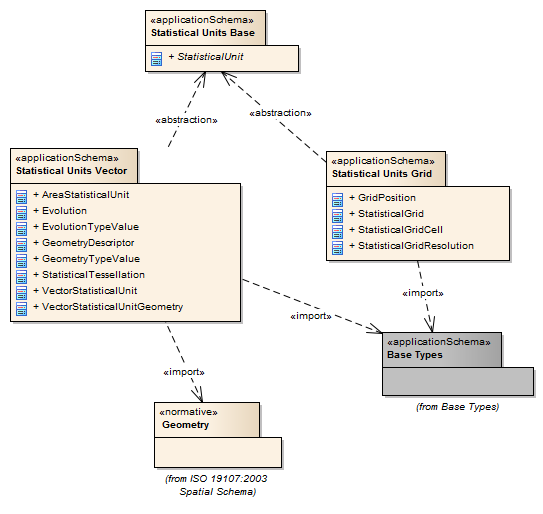 «applicationSchema»
Statistical Units Base
+ StatisticalUnit
«abstraction»
«abstraction»
«applicationSchema»
Statistical Units Vector
+ AreaStatisticalUnit
+ Evolution
+ EvolutionTypeValue
+ GeometryDescriptor
+ GeometryTypeValue
+ StatisticalTessellation
+ VectorStatisticalUnit
+ VectorStatisticalUnitGeometry
«applicationSchema»
Statistical Units Grid
+ GridPosition
+ StatisticalGrid
+ StatisticalGridCell
+ StatisticalGridResolution
«import»
«import»
«import»
«applicationSchema»
Base Types
(from Base Types)
«normative»
Geometry
(from ISO 19107:2003
Spatial Schema)